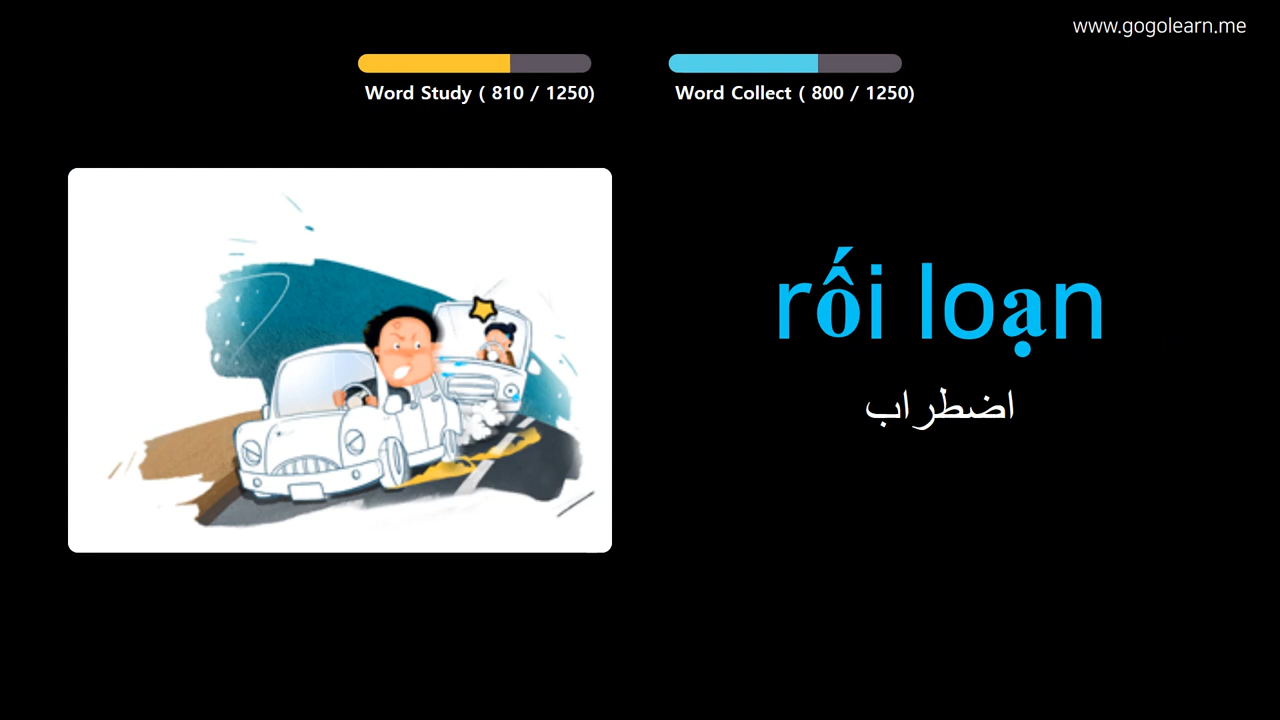 www.gogolearn.me
Word Study ( 810 / 1250)
Word Collect ( 800 / 1250)
rối loạn
اضطراب